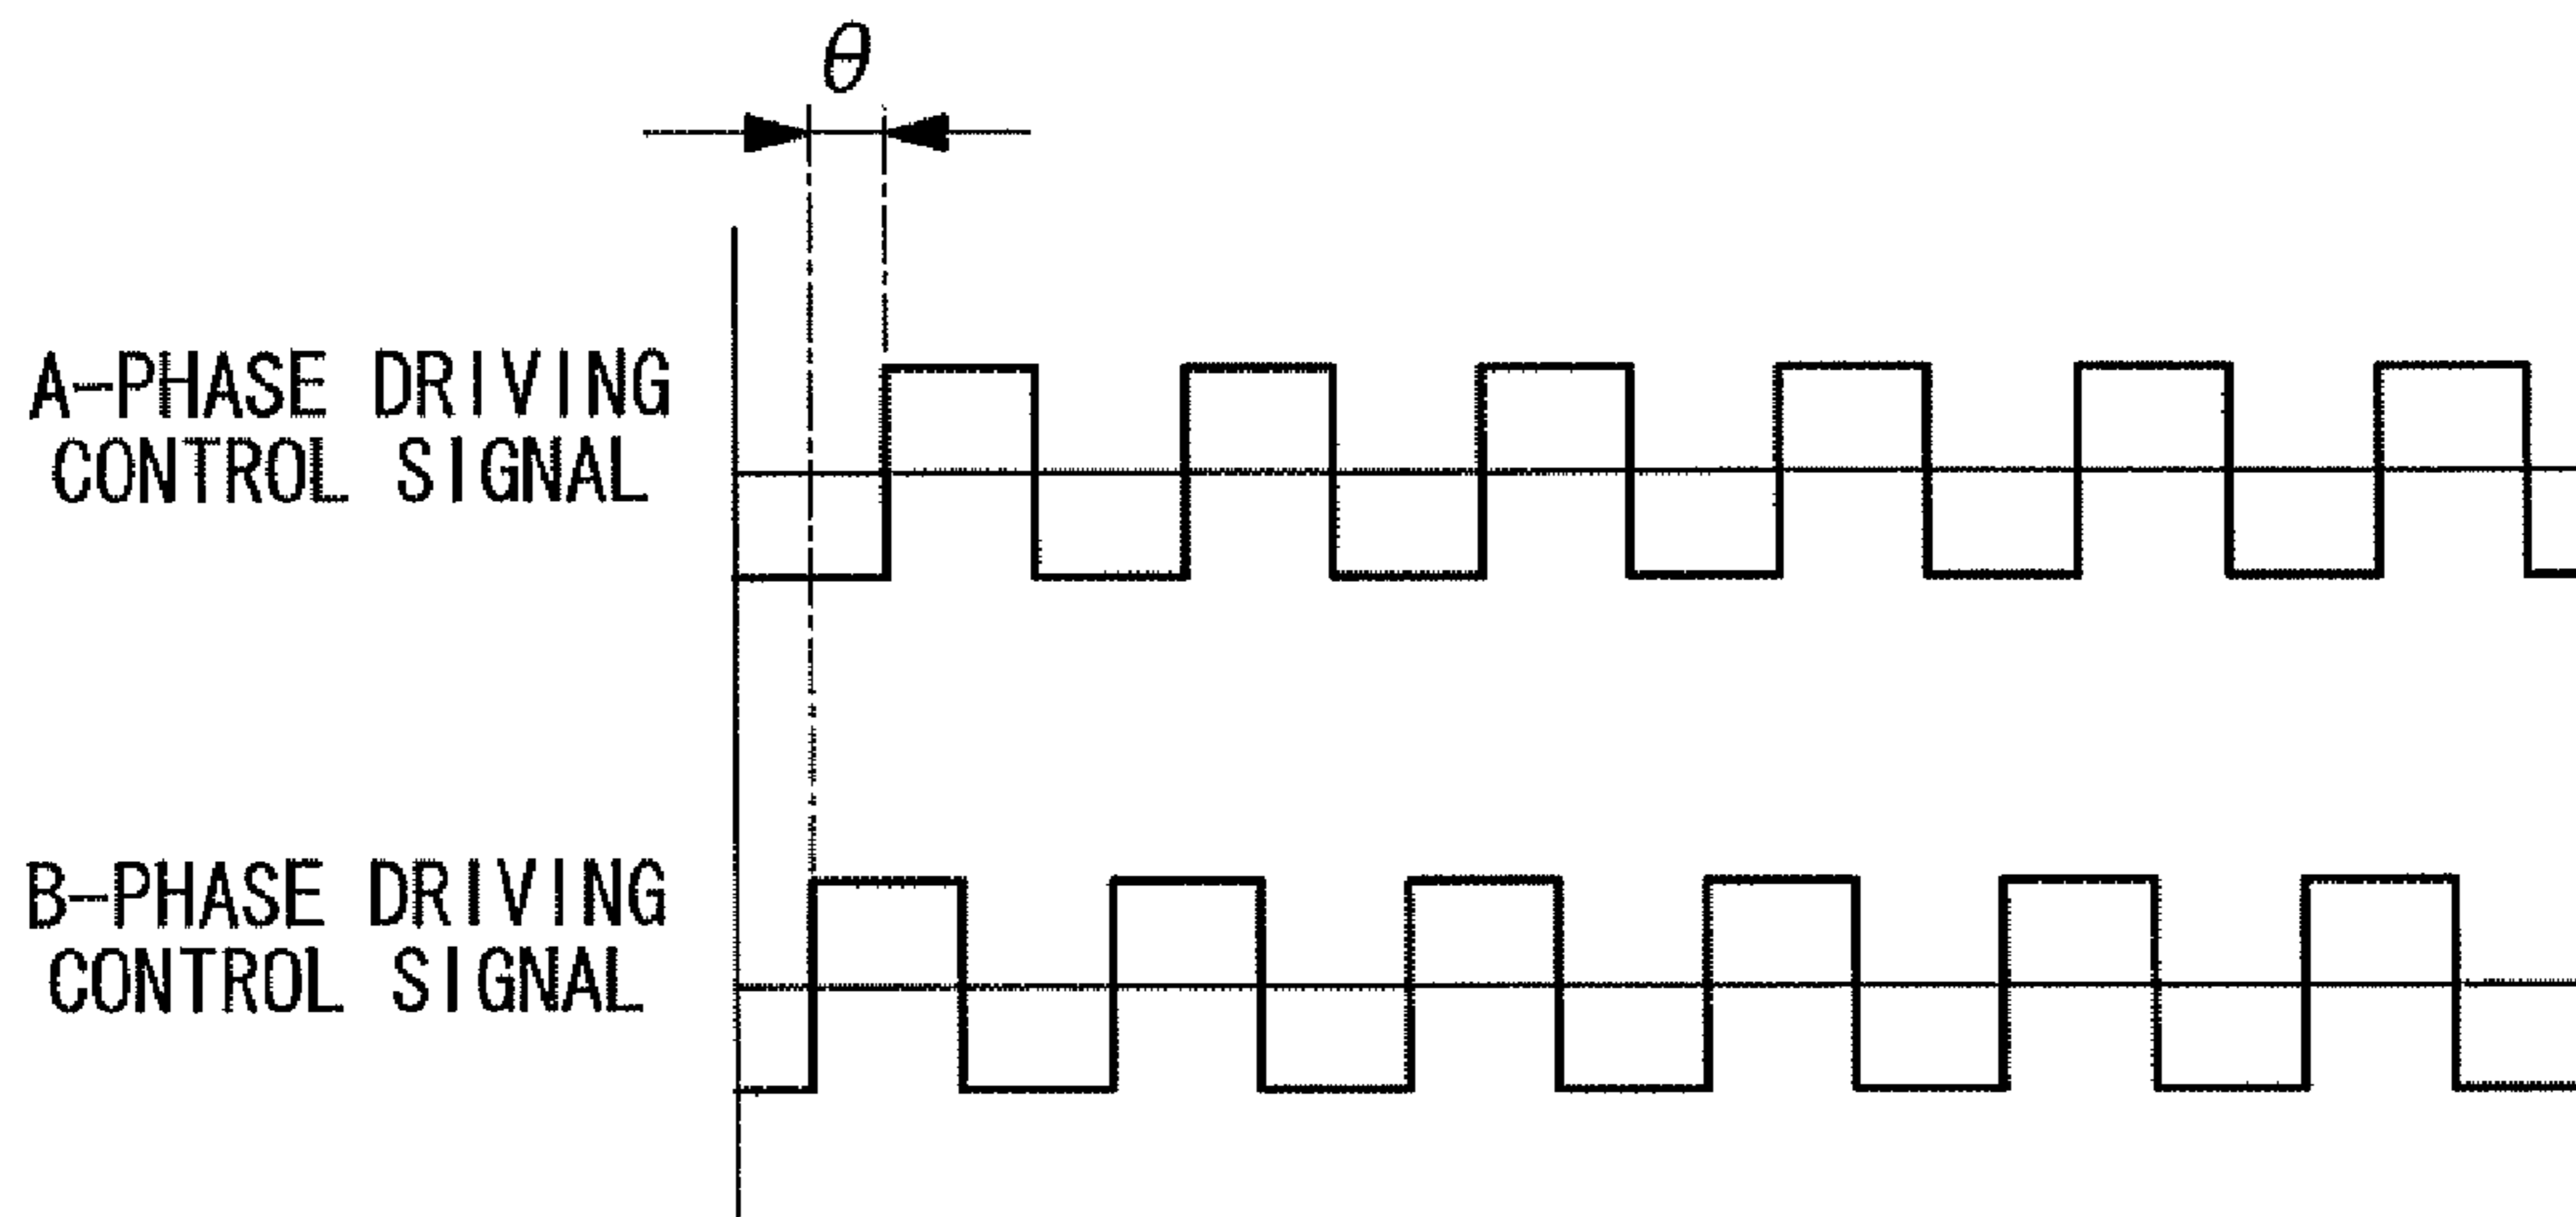 θ
A-PHASE DRIVING
CONTROL SIGNAL
B-PHASE DRIVING
CONTROL SIGNAL